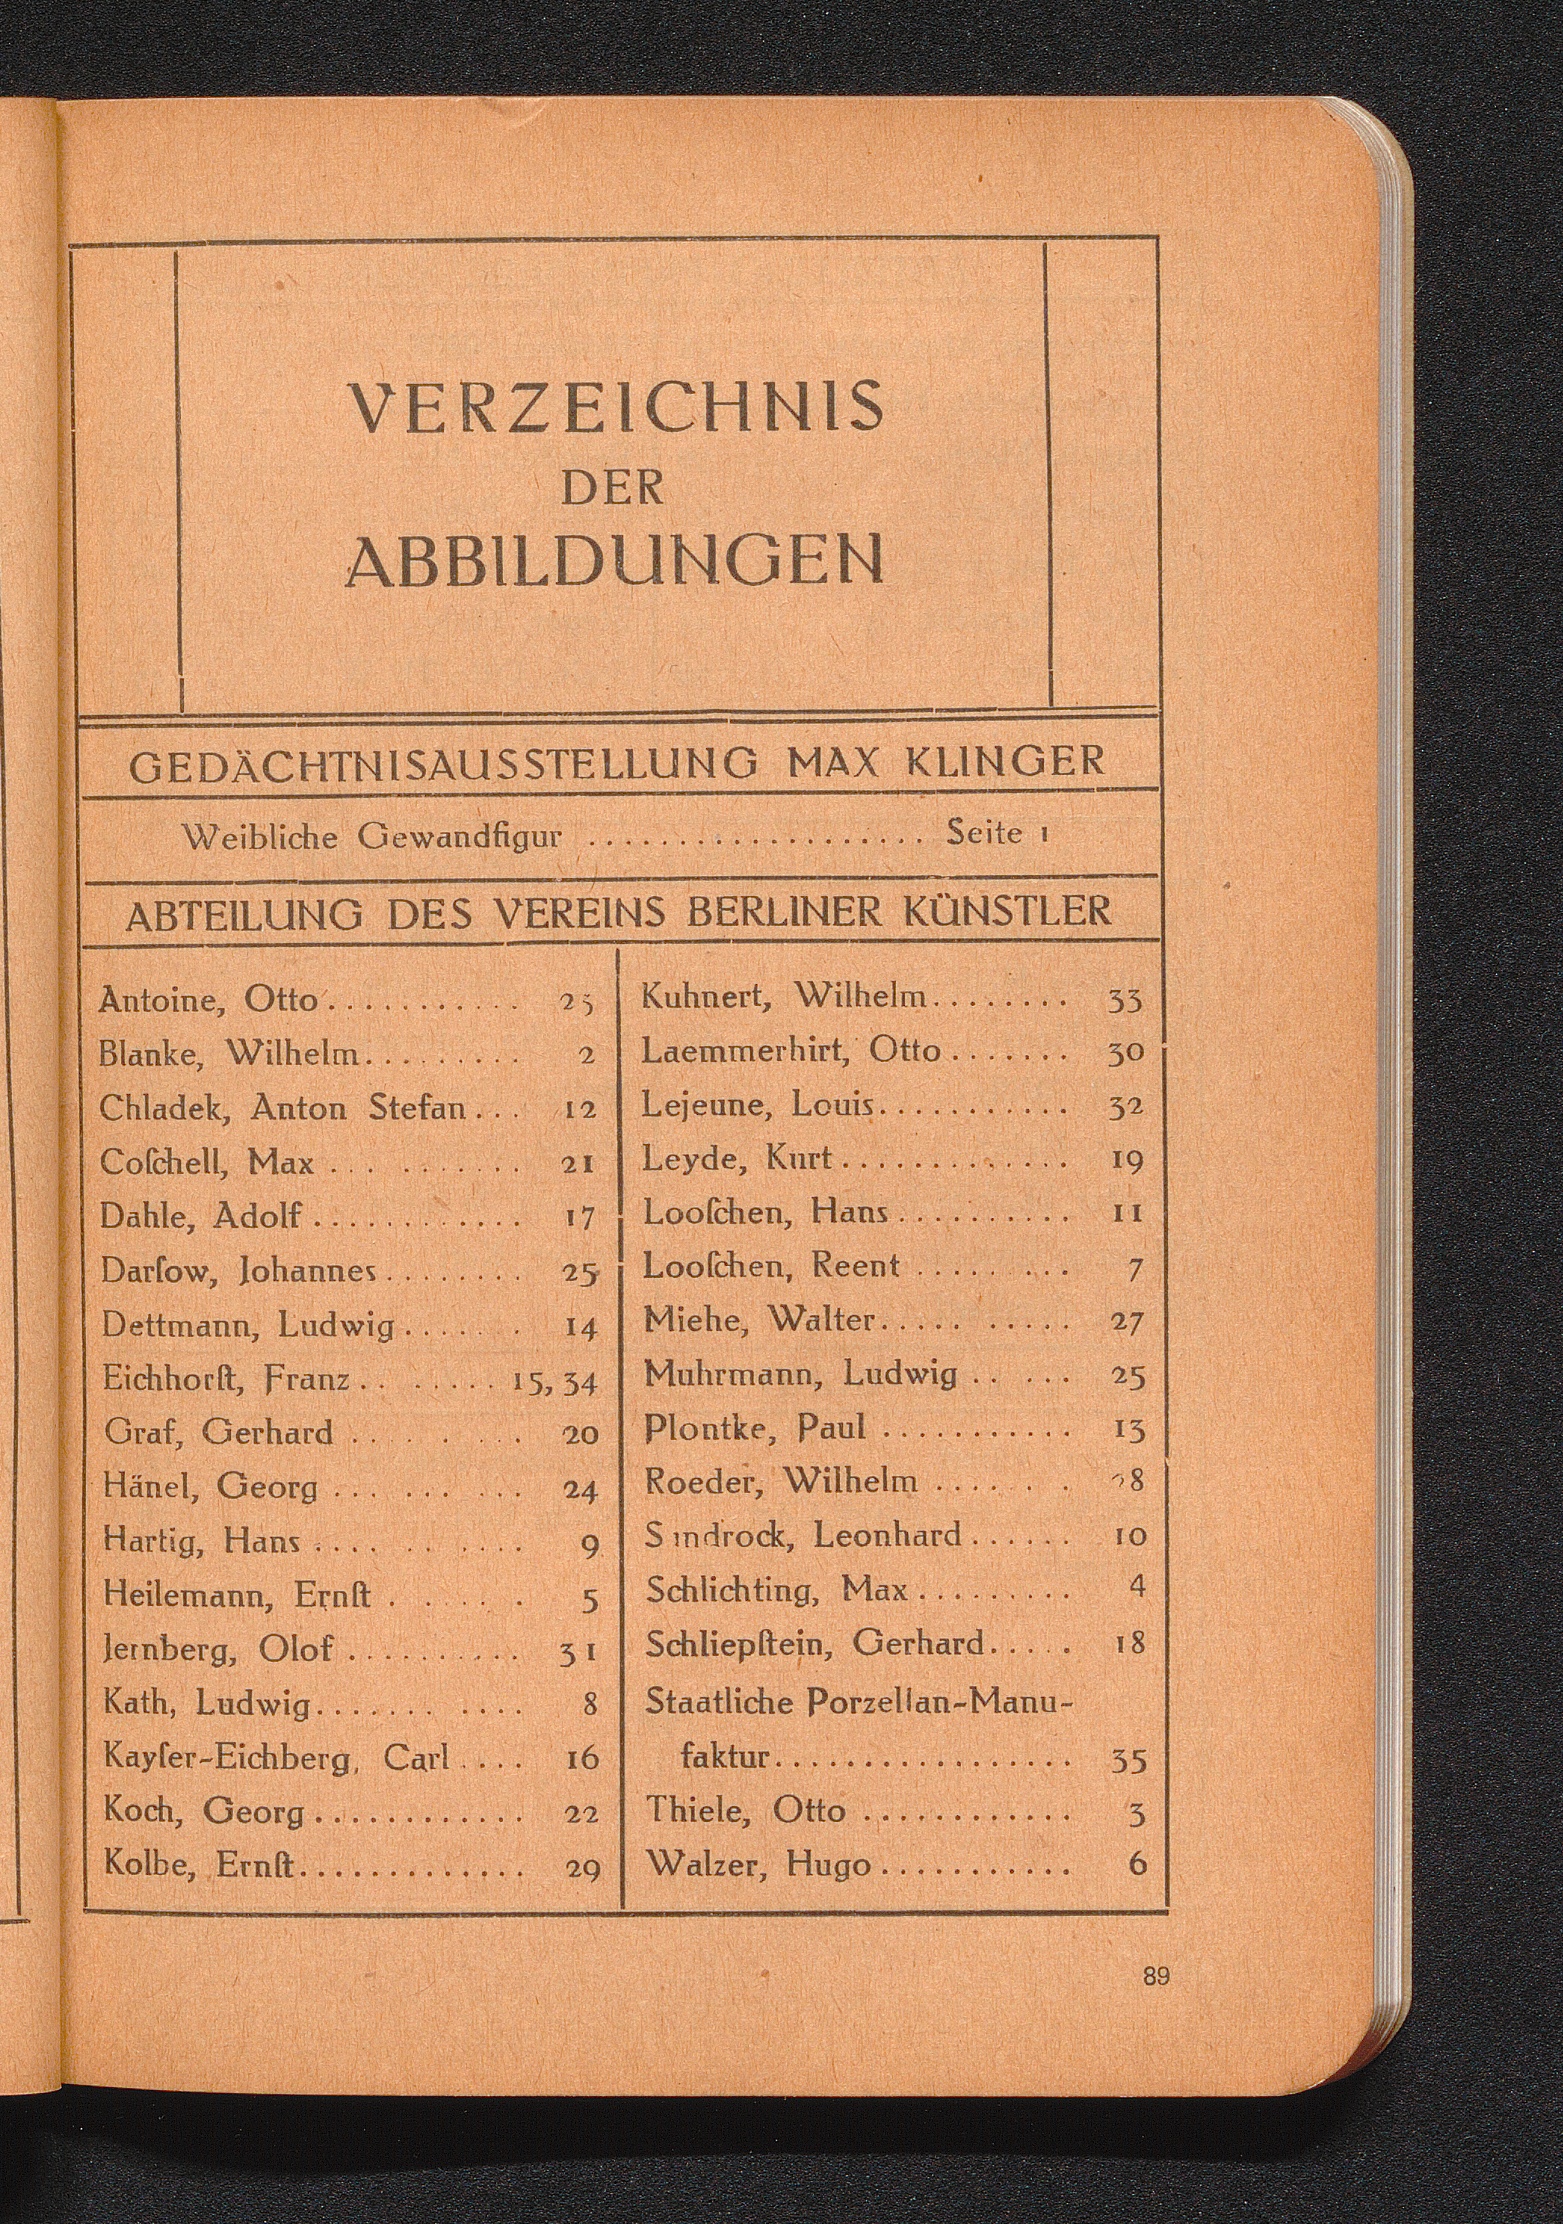 VERZEICHNIS
DER
ABBILDUNGEN
GEDÄCHTNISAUSSTELLUNG MAX KLINGER
Weibliche Gewandfigur ................... Seite 1
ABTEILUNG DES VEREINS BERLINER KÜNSTLER
Antoine, Otto........... 23
Blanke, Wilhelm......... 2
Chladek, Anton Stefan... 12
Coſchell, Max .......... 21
Dahle, Adolf ............ 17
Darſow, Johannes........ 25
Dettmann, Ludwig....... 14
Eichhorſt, Franz ........ 15, 34
Graf, Gerhard ........ 20
Hänel, Georg ......... 24
Hartig, Hans .......... 9
Heilemann, Ernſt ...... 5
Jernberg, Olof .......... 31
Kath, Ludwig........... 8
Kayſer-Eichberg, Carl .... 16
Koch, Georg ............ 22
Kolbe, Ernſt............. 29
Kuhnert, Wilhelm........ 33
Laemmerhirt, Otto ....... 30
Lejeune, Louis........... 32
Leyde, Kurt ............. 19
Looſchen, Hans .......... 11
Looſchen, Reent ......... 7
Miehe, Walter.......... 27
Muhrmann, Ludwig ..... 25
Plontke, Paul ........... 13
Roeder, Wilhelm ....... 28
Sandrock, Leonhard...... 10
Schlichting, Max ......... 4
Schliepſtein, Gerhard..... 18
Staatliche Porzellan-Manu-
faktur................. 35
Thiele, Otto ............ 3
Walzer, Hugo ........... 6
89